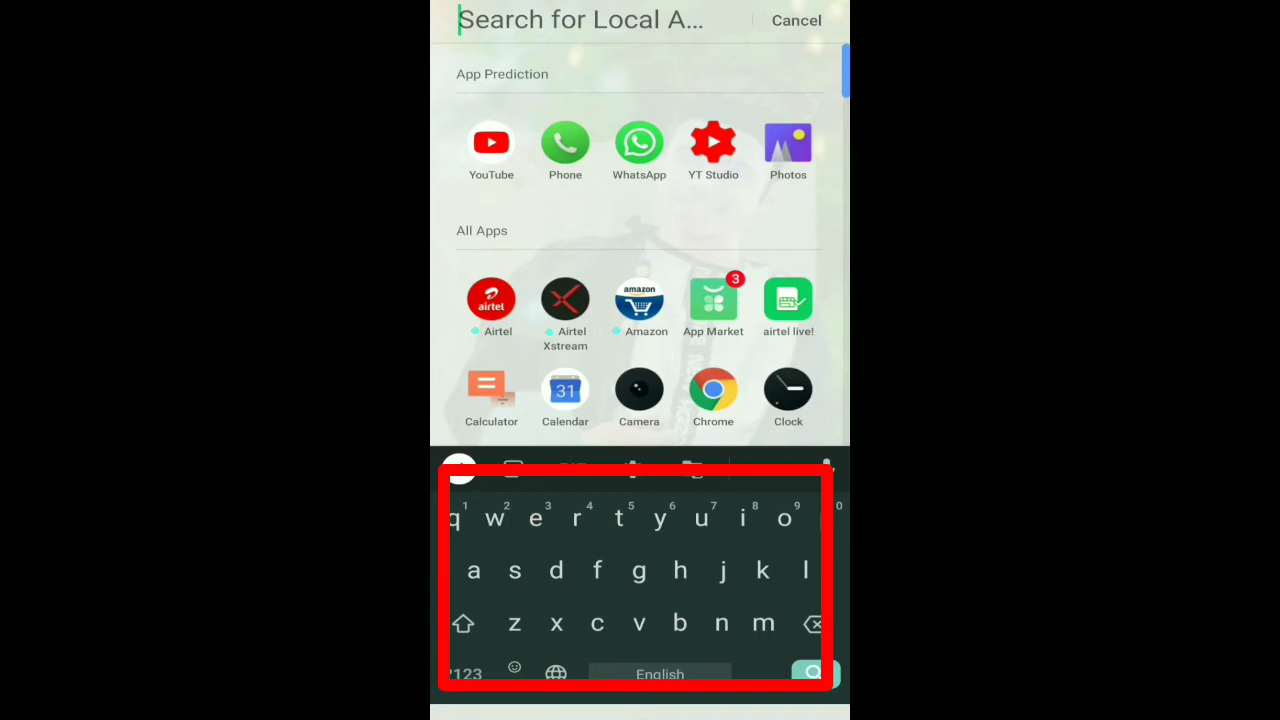 Search for Local A... Cancel
App Prediction
YouTube Phone WhatsApp YT Studio Photos
All Apps
airtel amazon 3
Airtel Airtel Xstream Amazon App Market airtel live!
31
Calculator Calendar Camera Chrome Clock
1 2 3 4 5 6 7 8 9 0
q w e r t y u i o
a s d f g h j k l
z x c v b n m
?123 English